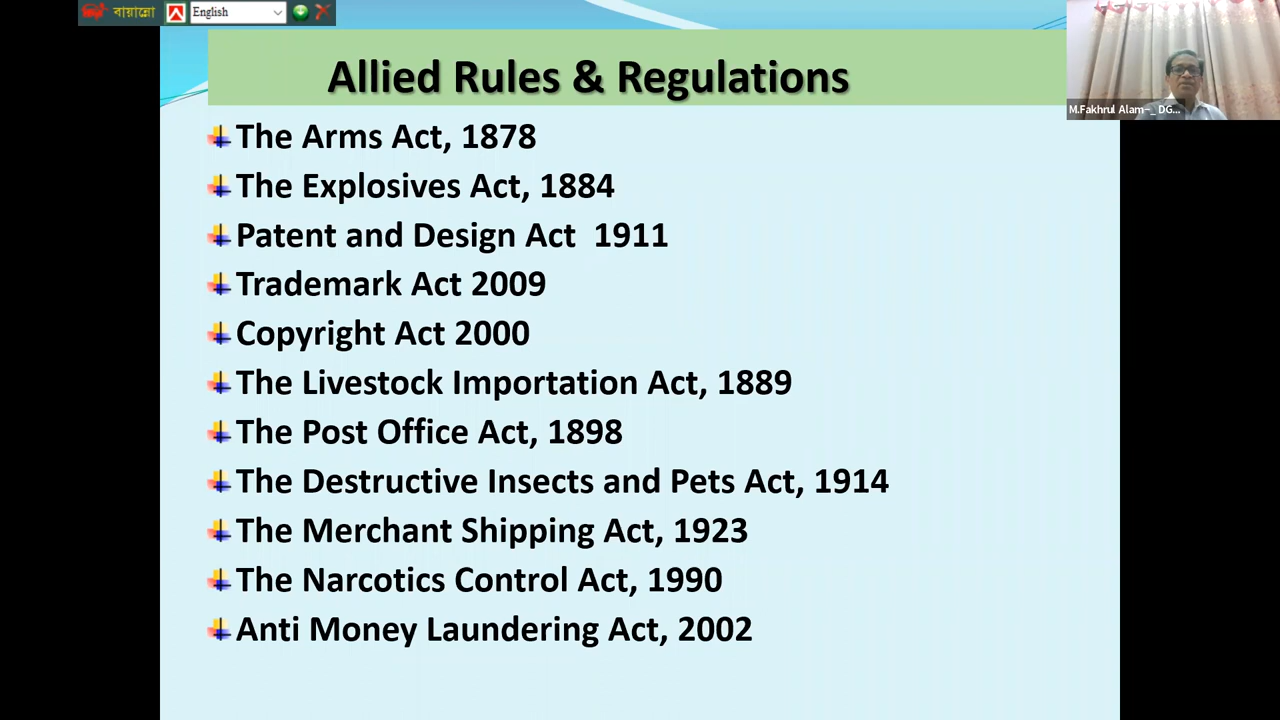 বায়ান্নো
English
Allied Rules & Regulations
M.Fakhrul Alam–_ DG...
The Arms Act, 1878
The Explosives Act, 1884
Patent and Design Act 1911
Trademark Act 2009
Copyright Act 2000
The Livestock Importation Act, 1889
The Post Office Act, 1898
The Destructive Insects and Pets Act, 1914
The Merchant Shipping Act, 1923
The Narcotics Control Act, 1990
Anti Money Laundering Act, 2002